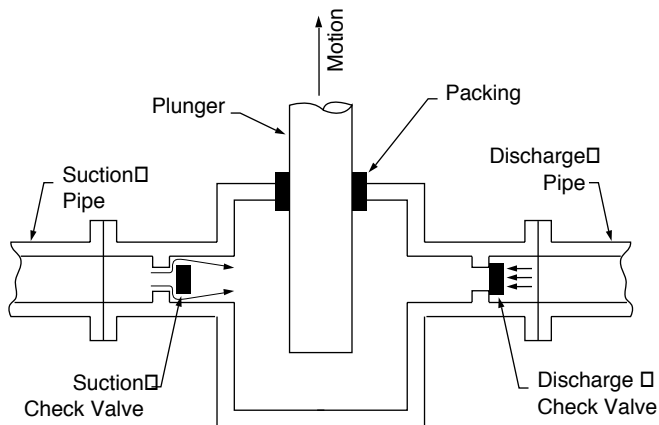 Motion
Plunger
Packing
Suction□
Pipe
Discharge□
Pipe
Suction□
Check Valve
Discharge □
Check Valve